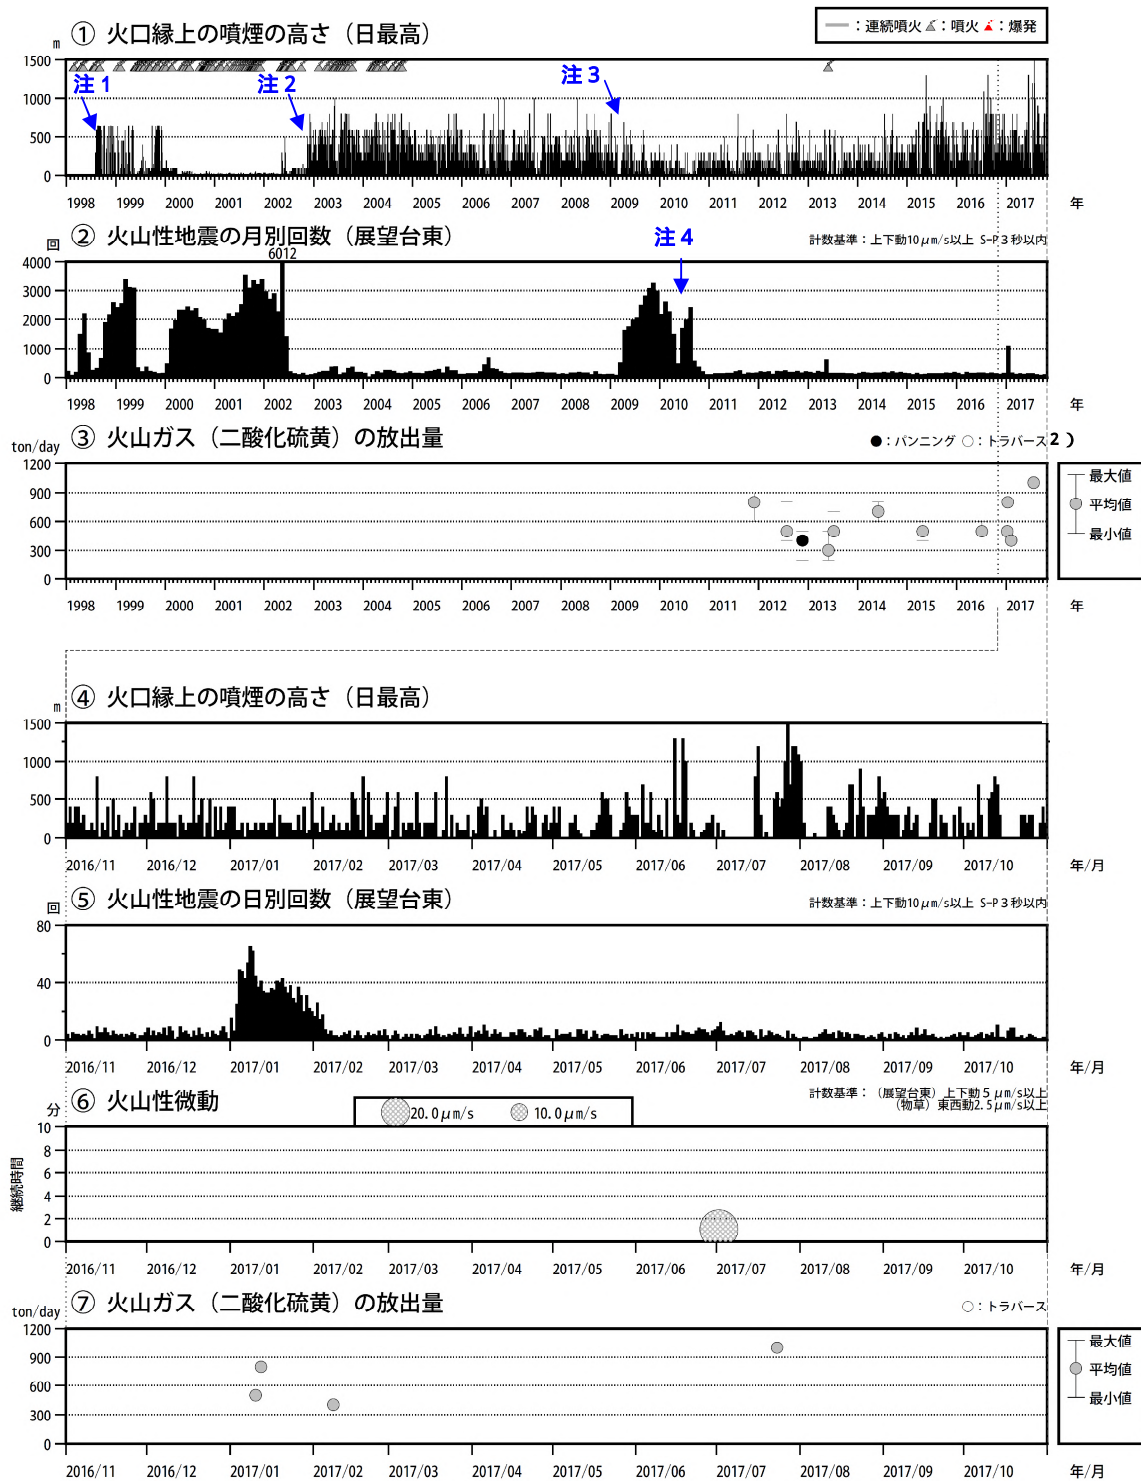 ① 火口縁上の噴煙の高さ（日最高）
：連続噴火 ：噴火 ：爆発
m
1500
1000
500
0
注１ 注２ 注３
1998 1999 2000 2001 2002 2003 2004 2005 2006 2007 2008 2009 2010 2011 2012 2013 2014 2015 2016 2017 年
② 火山性地震の月別回数（展望台東）
計数基準：上下動10μm/s以上 S-P３秒以内
回
6012
注４
4000
3000
2000
1000
0
1998 1999 2000 2001 2002 2003 2004 2005 2006 2007 2008 2009 2010 2011 2012 2013 2014 2015 2016 2017 年
③ 火山ガス（二酸化硫黄）の放出量
ton/day
●：パンニング ○：トラバース2）
1200
900
600
300
0
最大値
平均値
最小値
1998 1999 2000 2001 2002 2003 2004 2005 2006 2007 2008 2009 2010 2011 2012 2013 2014 2015 2016 2017 年
④ 火口縁上の噴煙の高さ（日最高）
m
1500
1000
500
0
2016/11 2016/12 2017/01 2017/02 2017/03 2017/04 2017/05 2017/06 2017/07 2017/08 2017/09 2017/10 年/月
⑤ 火山性地震の日別回数（展望台東）
計数基準：上下動10μm/s以上 S-P３秒以内
回
80
40
0
2016/11 2016/12 2017/01 2017/02 2017/03 2017/04 2017/05 2017/06 2017/07 2017/08 2017/09 2017/10 年/月
⑥ 火山性微動
計数基準：（展望台東）上下動５μm/s以上
（物草）東西動2.5μm/s以上
分
20.0μm/s 10.0μm/s
継続時間
10
8
6
4
2
0
2016/11 2016/12 2017/01 2017/02 2017/03 2017/04 2017/05 2017/06 2017/07 2017/08 2017/09 2017/10 年/月
⑦ 火山ガス（二酸化硫黄）の放出量
ton/day
○：トラバース
1200
900
600
300
0
最大値
平均値
最小値
2016/11 2016/12 2017/01 2017/02 2017/03 2017/04 2017/05 2017/06 2017/07 2017/08 2017/09 2017/10 年/月